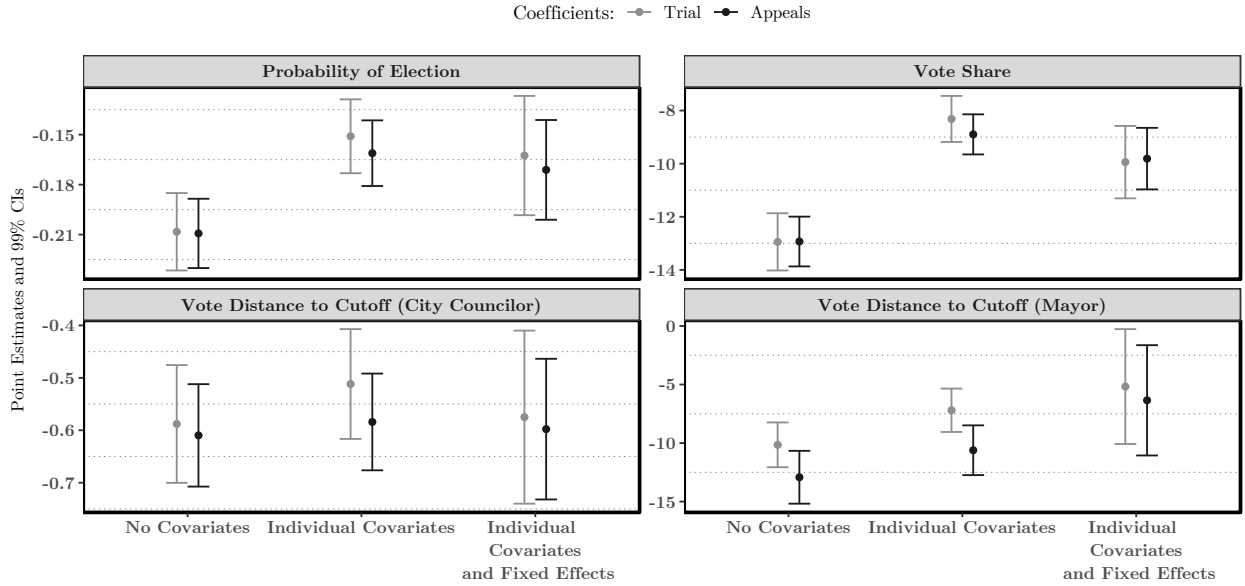 Coefficients: Trial Appeals
Point Estimates and 99% CIs
Probability of Election
-0.15
-0.18
-0.21
Vote Share
-8
-10
-12
-14
Vote Distance to Cutoff (City Councilor)
-0.4
-0.5
-0.6
-0.7
No Covariates
Individual Covariates
Individual
Covariates
and Fixed Effects
Vote Distance to Cutoff (Mayor)
0
-5
-10
-15
No Covariates
Individual Covariates
Individual
Covariates
and Fixed Effects